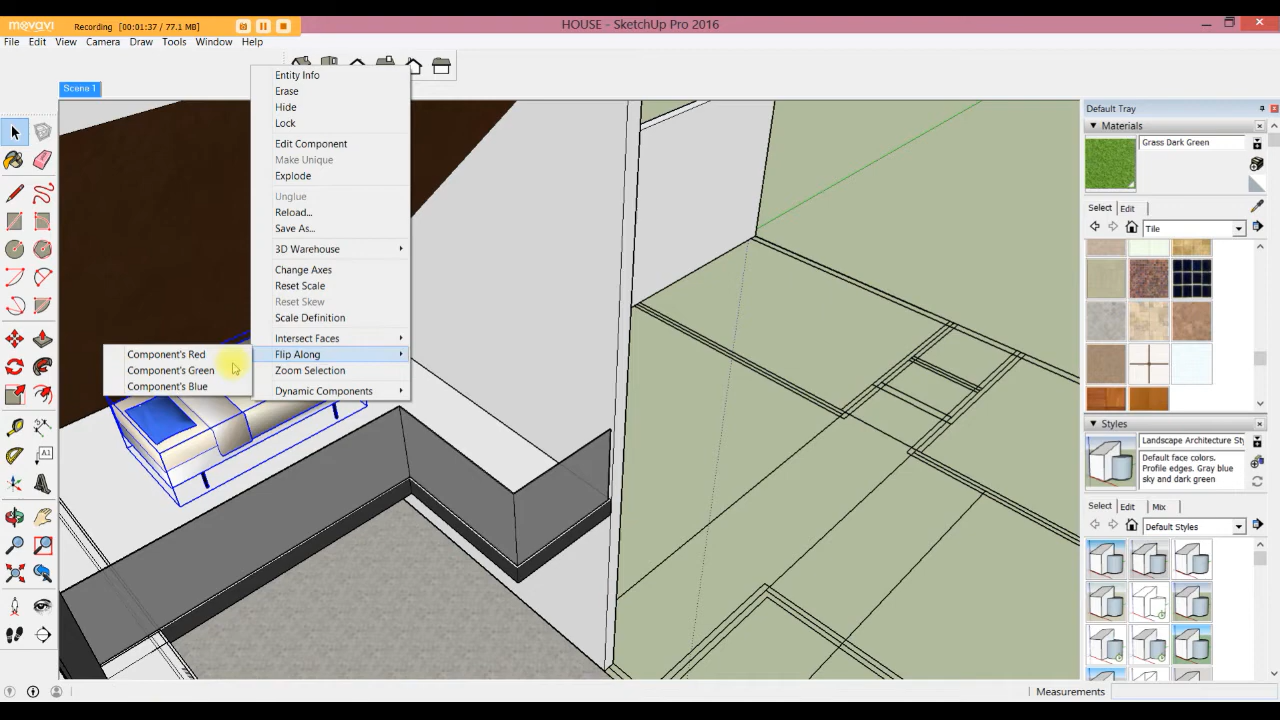 movavi
Recording [00:01:37 / 77.1 MB]
HOUSE - SketchUp Pro 2016
File Edit View Camera Draw Tools Window Help
Scene 1
Entity Info
Erase
Hide
Lock
Edit Component
Make Unique
Explode
Unglue
Reload...
Save As...
3D Warehouse
Change Axes
Reset Scale
Reset Skew
Scale Definition
Intersect Faces
Flip Along
Zoom Selection
Dynamic Components
Component's Red
Component's Green
Component's Blue
A1
Default Tray
Materials
Grass Dark Green
Select Edit
Tile
Styles
Landscape Architecture Sty
Default face colors.
Profile edges. Gray blue
sky and dark green
Select Edit Mix
Default Styles
Measurements